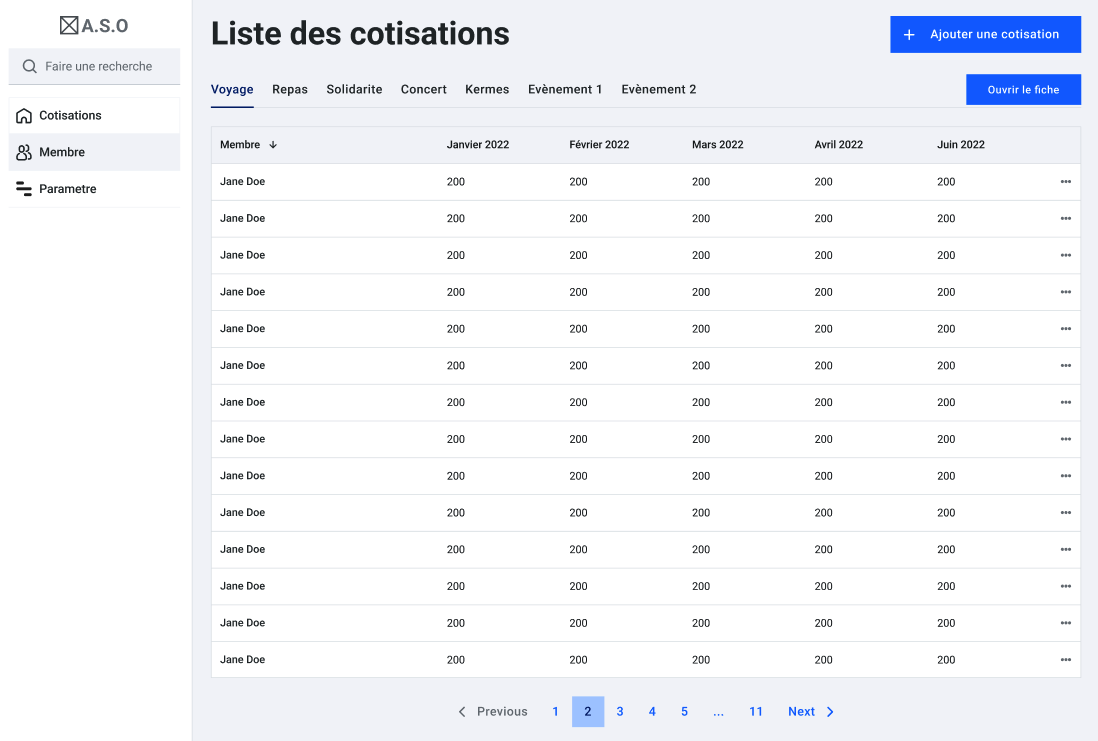 A.S.O
Faire une recherche
Cotisations
Membre
Parametre
Liste des cotisations
+ Ajouter une cotisation
Voyage Repas Solidarite Concert Kermes Evènement 1 Evènement 2
Ouvrir le fiche
Membre Janvier 2022 Février 2022 Mars 2022 Avril 2022 Juin 2022
Jane Doe 200 200 200 200 200
Jane Doe 200 200 200 200 200
Jane Doe 200 200 200 200 200
Jane Doe 200 200 200 200 200
Jane Doe 200 200 200 200 200
Jane Doe 200 200 200 200 200
Jane Doe 200 200 200 200 200
Jane Doe 200 200 200 200 200
Jane Doe 200 200 200 200 200
Jane Doe 200 200 200 200 200
Jane Doe 200 200 200 200 200
Jane Doe 200 200 200 200 200
Jane Doe 200 200 200 200 200
Jane Doe 200 200 200 200 200
Previous 1 2 3 4 5 ... 11 Next